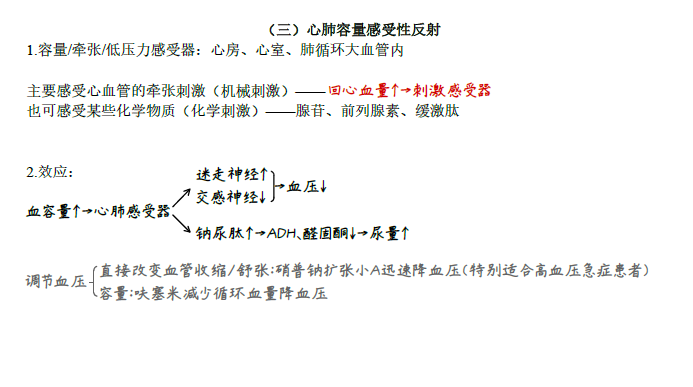 （三）心肺容量感受性反射
1.容量/牵张/低压力感受器：心房、心室、肺循环大血管内
主要感受心血管的牵张刺激（机械刺激）——回心血量↑→刺激感受器
也可感受某些化学物质（化学刺激）——腺苷、前列腺素、缓激肽
2.效应：
迷走神经↑
交感神经↓
→血压↓
血容量↑→心肺感受器
钠尿肽↑→ADH、醛固酮↓→尿量↑
调节血压
直接改变血管收缩/舒张:硝普钠扩张小A迅速降血压(特别适合高血压急症患者)
容量:呋塞米减少循环血量降血压